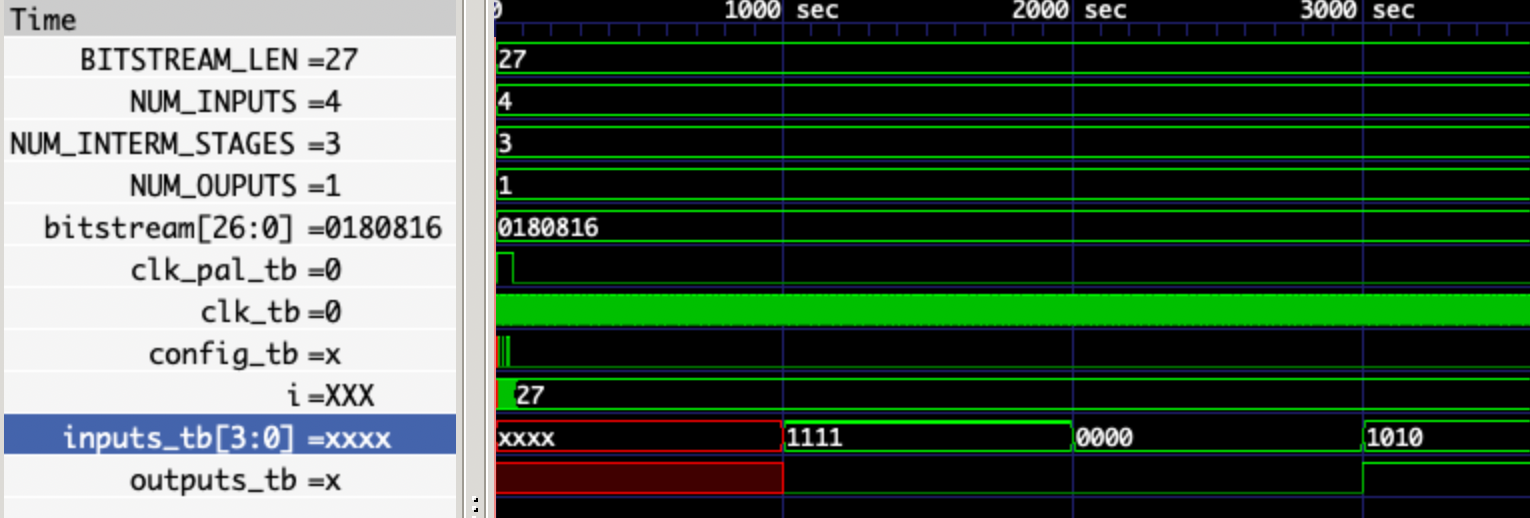 Time 0 1000 sec 2000 sec 3000 sec
BITSTREAM_LEN =27 27
NUM_INPUTS =4 4
NUM_INTERM_STAGES =3 3
NUM_OUPUTS =1 1
bitstream[26:0] =0180816 0180816
clk_pal_tb =0
clk_tb =0
config_tb =x
i =XXX 27
inputs_tb[3:0] =xxxx xxxx 1111 0000 1010
outputs_tb =x